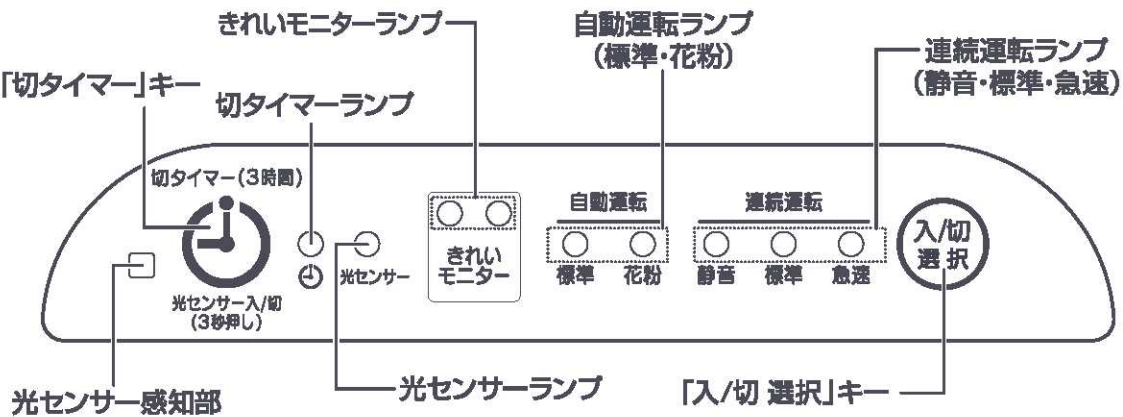 きれいモニターランプ
自動運転ランプ
(標準・花粉)
連続運転ランプ
(静音・標準・急速)
「切タイマー」キー
切タイマーランプ
切タイマー(3時間)
自動運転
連続運転
入/切
選択
きれい
モニター
標準
花粉
静音
標準
急速
光センサー
光センサー入/切
(3秒押し)
光センサー感知部
光センサーランプ
「入/切 選択」キー